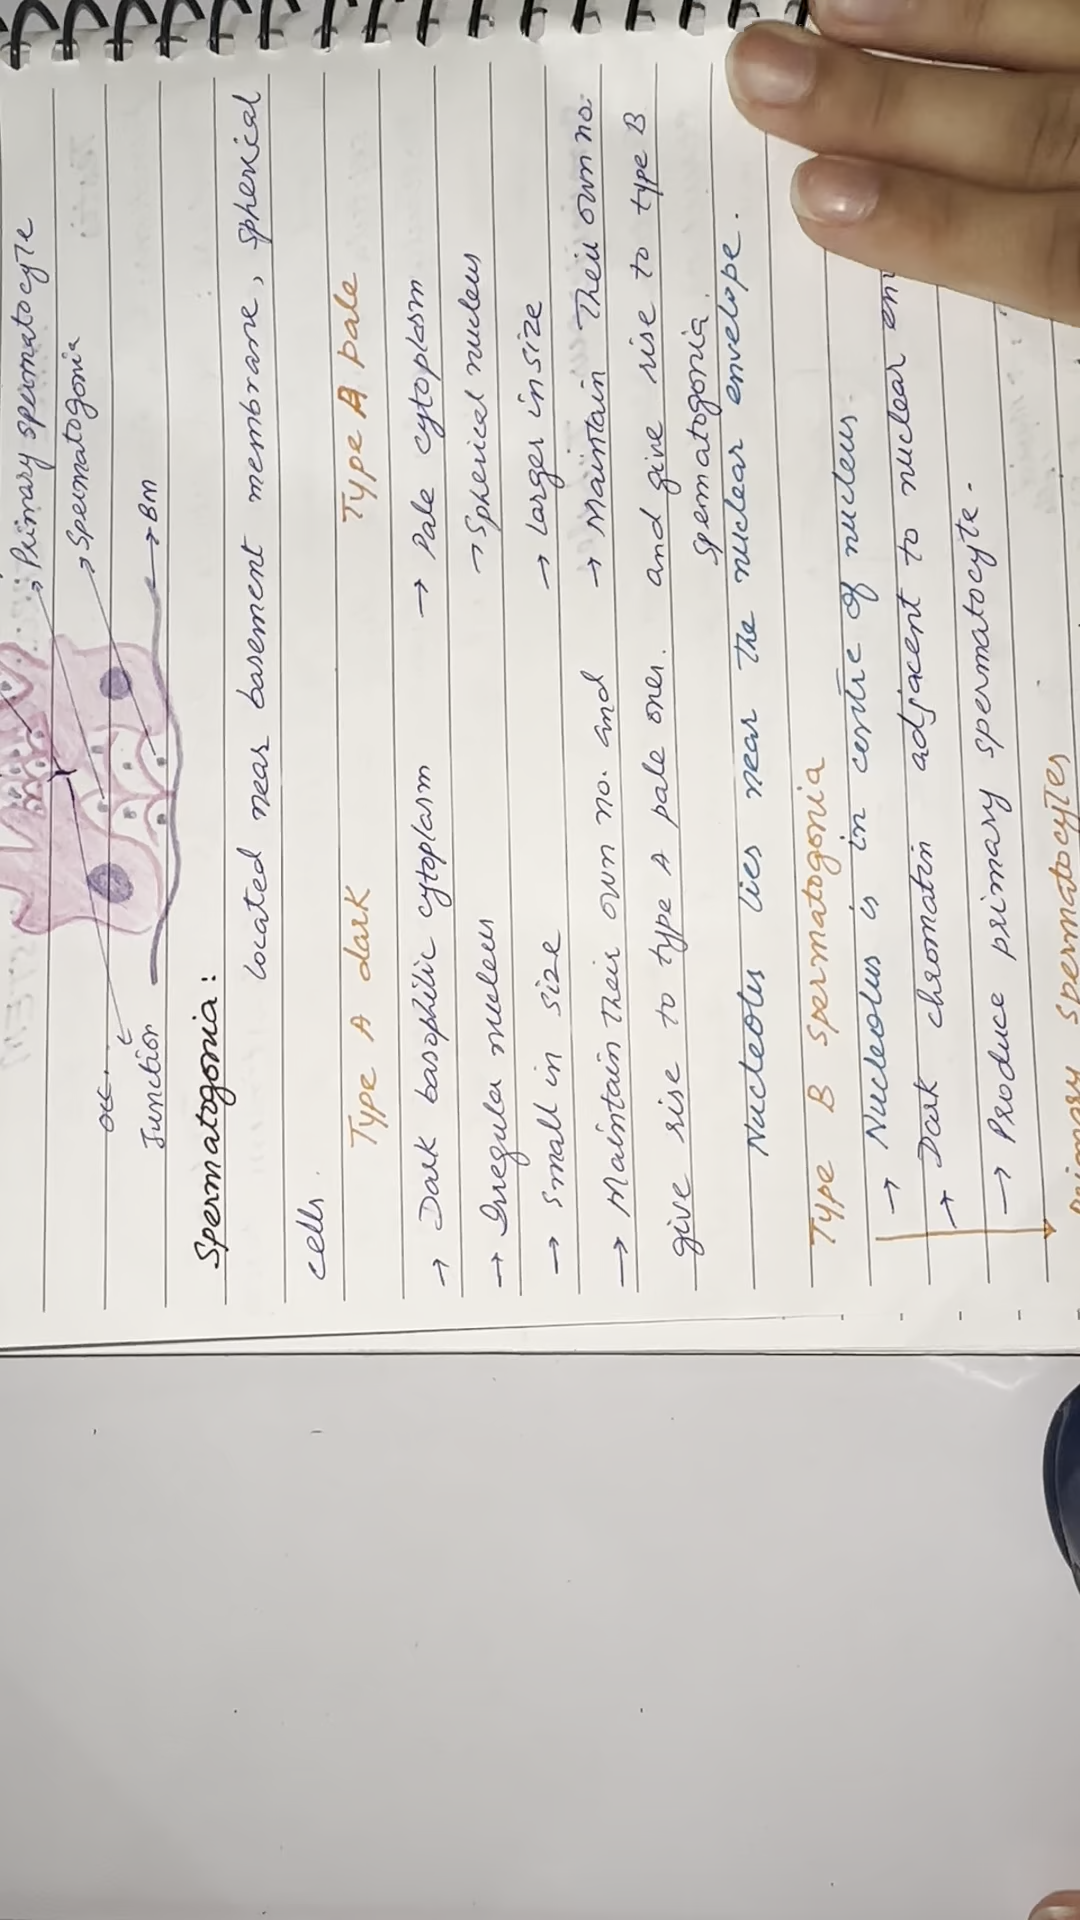 → Primary spermatocyte
→ Spermatogonia
→ BM
occ.
Junction
Spermatogonia :
located near basement membrane, spherical
cells.
Type A dark    Type A pale
→ Dark basophilic cytoplasm    → Pale cytoplasm
→ Irregular nucleus    → Spherical nucleus
→ Small in size    → Larger in size
→ Maintain their own no. and    → Maintain Their own no.
give rise to type A pale ones.    and give rise to type B
spermatogonia.
Nucleolus lies near the nuclear envelope.
Type B spermatogonia
→ Nucleolus is in centre of nucleus.
→ Dark chromatin adjacent to nuclear env
→ Produce primary spermatocyte.
primary spermatocytes